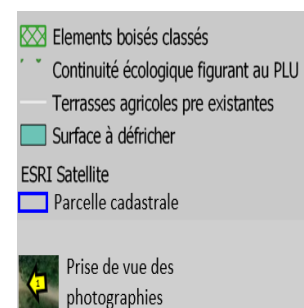 Elements boisés classés
Continuité écologique figurant au PLU
Terrasses agricoles pre existantes
Surface à défricher
ESRI Satellite
Parcelle cadastrale
1
Prise de vue des
photographies